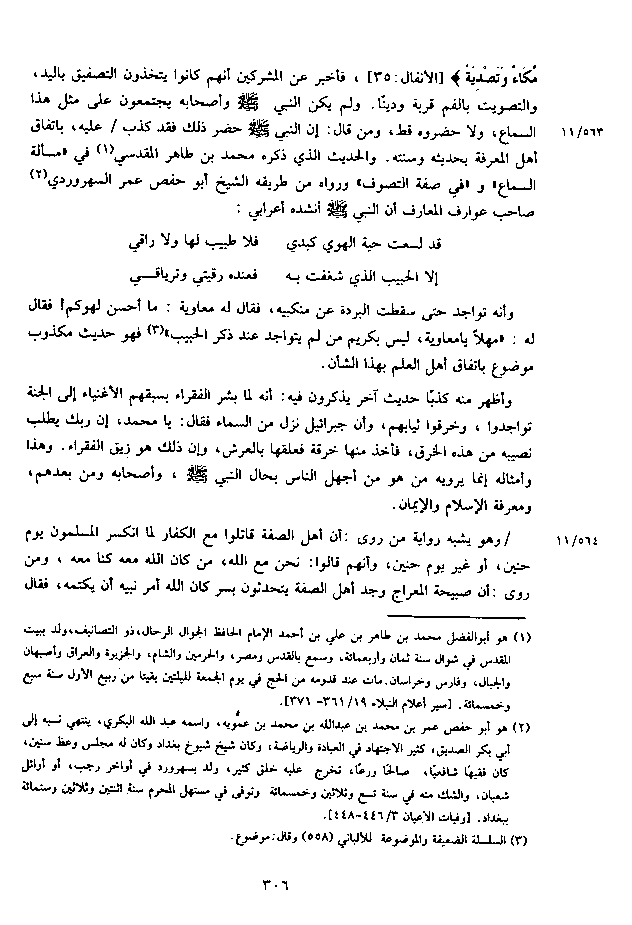 مُكَاءً وَتَصْدِيَةً ﴾ [الأنفال: ٣٥] ، فأخبر عن المشركين أنهم كانوا يتخذون التصفيق باليد،
والتصويت بالفم قربة ودينًا. ولم يكن النبي ﷺ وأصحابه يجتمعون على مثل هذا
١١/٥٦٣ السماع، ولا حضروه قط، ومن قال: إن النبي ﷺ حضر ذلك فقد كذب / عليه، باتفاق
أهل المعرفة بحديثه وسنته. والحديث الذي ذكره محمد بن طاهر المقدسي(١) في «مسألة
السماع» و «في صفة التصوف» ورواه من طريقه الشيخ أبو حفص عمر السهروردي(٢)
صاحب عوارف المعارف أن النبي ﷺ أنشده أعرابي :
قد لسعت حية الهوي كبدي فلا طبيب لها ولا راقي
إلا الحبيب الذي شغفت بـه فعنده رقيتي وترياقـــي
وأنه تواجد حتى سقطت البردة عن منكبيه، فقال له معاوية : ما أحسن لهوكم! فقال
له : «مهلاً يامعاوية، ليس بكريم من لم يتواجد عند ذكر الحبيب»(٣) فهو حديث مكذوب
موضوع باتفاق أهل العلم بهذا الشأن.
وأظهر منه كذبًا حديث آخر يذكرون فيه: أنه لما بشر الفقراء بسبقهم الأغنياء إلى الجنة
تواجدوا ، وخرقوا ثيابهم، وأن جبرائيل نزل من السماء فقال: يا محمد، إن ربك يطلب
نصيبه من هذه الخرق، فأخذ منها خرقة فعلقها بالعرش، وإن ذلك هو زيق الفقراء. وهذا
وأمثاله إنما يرويه من هو من أجهل الناس بحال النبي ﷺ ، وأصحابه ومن بعدهم،
ومعرفة الإسلام والإيمان.
١١/٥٦٤ / وهو يشبه رواية من روى :أن أهل الصفة قاتلوا مع الكفار لما انكسر المسلمون يوم
حنين، أو غير يوم حنين، وأنهم قالوا: نحن مع الله، من كان الله معه كنا معه ، ومن
روى: أن صبيحة المعراج وجد أهل الصفة يتحدثون بسر كان الله أمر نبيه أن يكتمه، فقال
(١) هو أبوالفضل محمد بن طاهر بن علي بن أحمد الإمام الحافظ الجوال الرحال،ذو التصانيف،ولد ببيت
المقدس في شوال سنة ثمان وأربعمائة، وسمع بالقدس ومصر، والحرمين والشام، والجزيرة والعراق وأصبهان
والجبال، وفارس وخراسان.مات عند قدومه من الحج في يوم الجمعة لليلتين بقيتا من ربيع الأول سنة سبع
وخمسمائة. [سير أعلام النبلاء ١٩/ ٣٦١- ٣٧١].
(٢) هو أبو حفص عمر بن محمد بن عبدالله بن محمد بن عمُّويه، واسمه عبد الله البكري، ينتهي نسبه إلى
أبي بكر الصديق، كثير الاجتهاد في العبادة والرياضة، وكان شيخ شيوخ بغداد وكان له مجلس وعظ سنين،
كان فقيهًا شافعيًا، صالحًا ورعًا، تخرج عليه خلق كثير، ولد بسهرورد في أواخر رجب، أو أوائل
شعبان، والشك منه في سنة تسع وثلاثين وخمسمائة وتوفى في مستهل المحرم سنة اثنتين وثلاثين وستمائة
ببغداد. [وفيات الأعيان ٣/ ٤٤٦-٤٤٨].
(٣) السلسلة الضعيفة والموضوعة للألباني (٥٥٨) وقال: موضوع.
٣٠٦